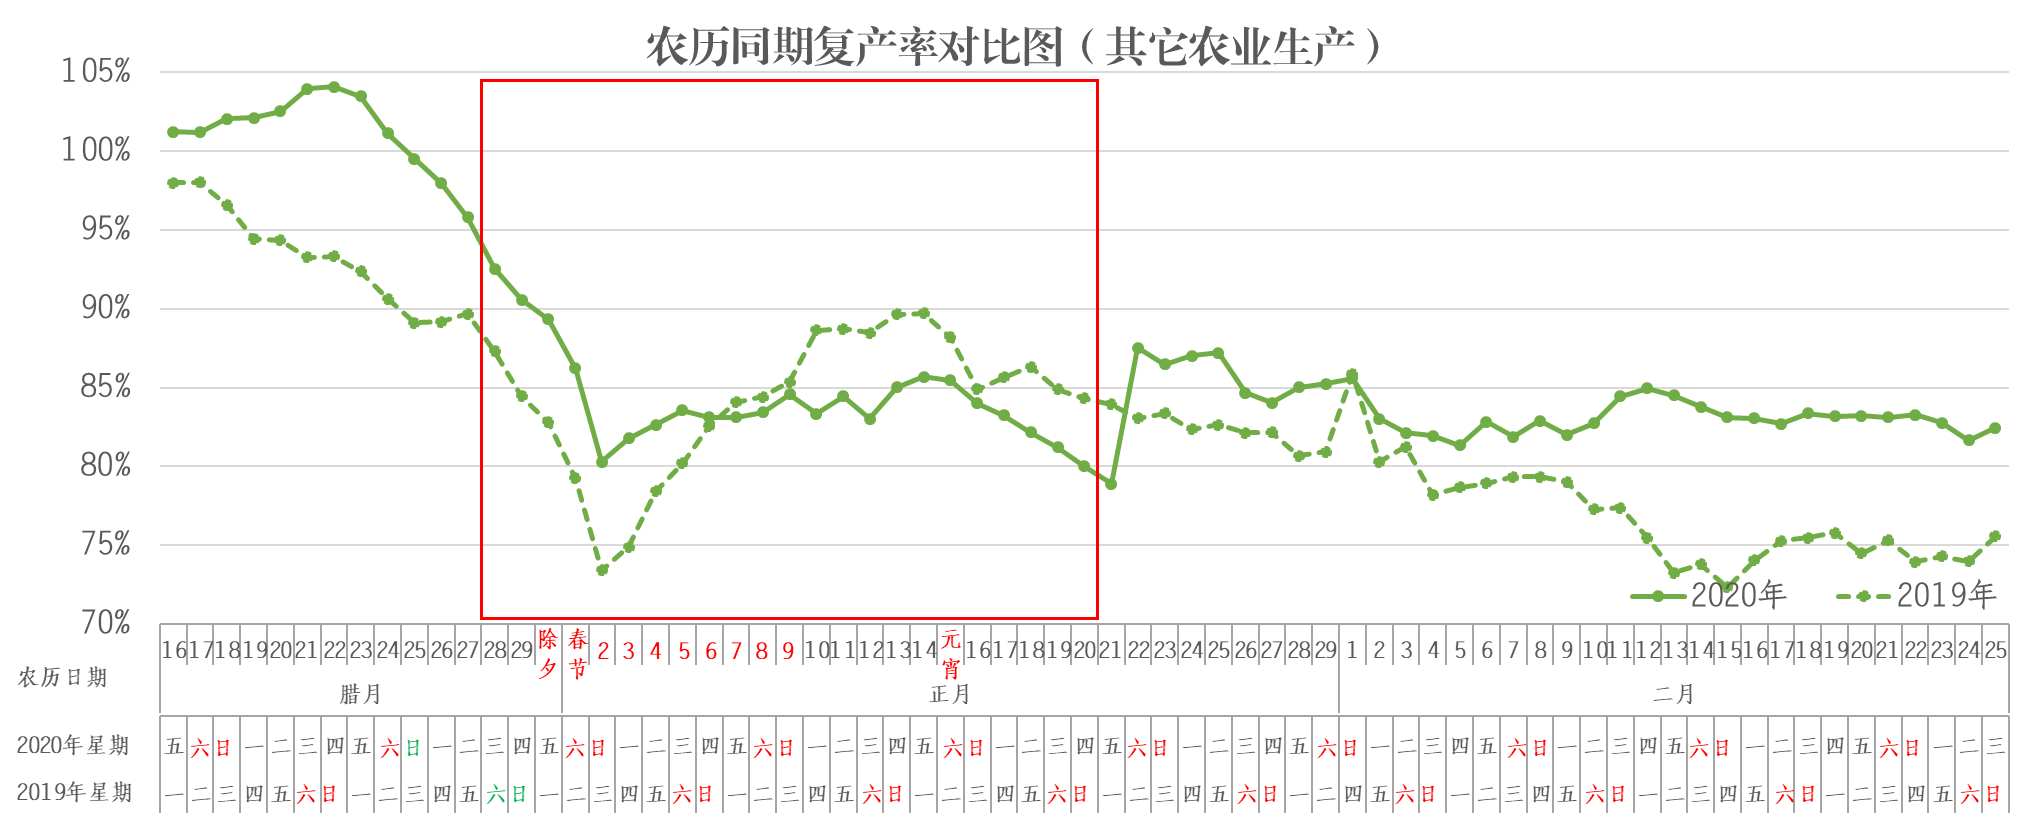 农历同期复产率对比图（其它农业生产）
105%
100%
95%
90%
85%
80%
75%
70%
2020年 2019年
农历日期 16 17 18 19 20 21 22 23 24 25 26 27 28 29 除夕 春节 2 3 4 5 6 7 8 9 10 11 12 13 14 元宵 16 17 18 19 20 21 22 23 24 25 26 27 28 29 1 2 3 4 5 6 7 8 9 10 11 12 13 14 15 16 17 18 19 20 21 22 23 24 25
腊月 正月 二月
2020年星期 五 六 日 一 二 三 四 五 六 日 一 二 三 四 五 六 日 一 二 三 四 五 六 日 一 二 三 四 五 六 日 一 二 三 四 五 六 日 一 二 三 四 五 六 日 一 二 三 四 五 六 日 一 二 三 四 五 六 日 一 二 三 四 五 六 日 一 二 三
2019年星期 一 二 三 四 五 六 日 一 二 三 四 五 六 日 一 二 三 四 五 六 日 一 二 三 四 五 六 日 一 二 三 四 五 六 日 一 二 三 四 五 六 日 一 二 四 五 六 日 一 二 三 四 五 六 日 一 二 三 四 五 六 日 一 二 三 四 五 六 日